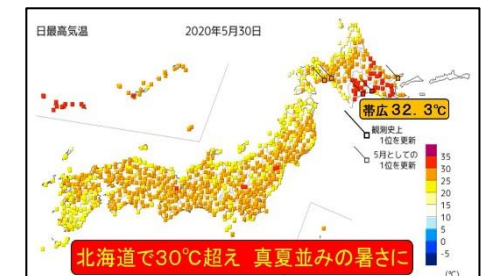 日最高気温
2020年5月30日
帯広32.3℃
観測史上
1位を更新
5月としての
1位を更新
35
30
25
20
15
10
5
0
-5
(℃)
北海道で30℃超え 真夏並みの暑さに